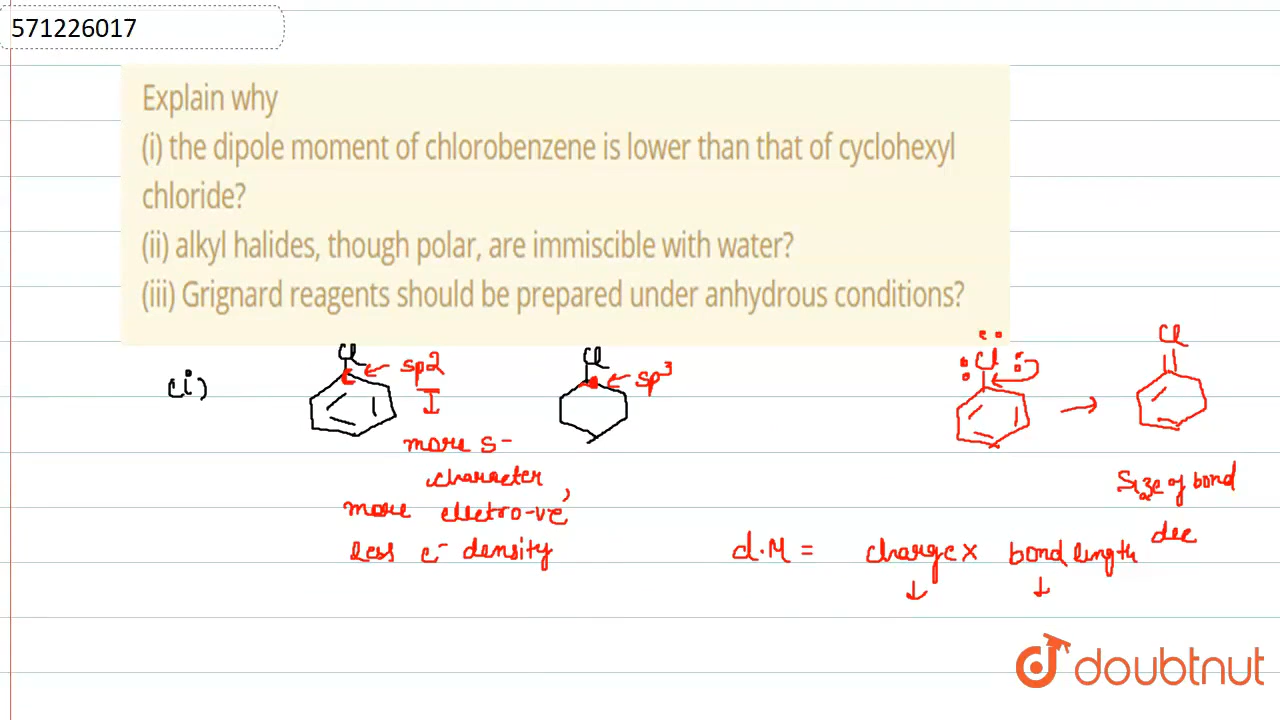 571226017
Explain why
(i) the dipole moment of chlorobenzene is lower than that of cyclohexyl
chloride?
(ii) alkyl halides, though polar, are immiscible with water?
(iii) Grignard reagents should be prepared under anhydrous conditions?
(i)
Cl
sp2
Cl
sp3
Cl
Cl
more s-
character,
more electro-ve
less e- density
Size of bond
dec
d.M = charge x bond length
↓ ↓
doubtnut